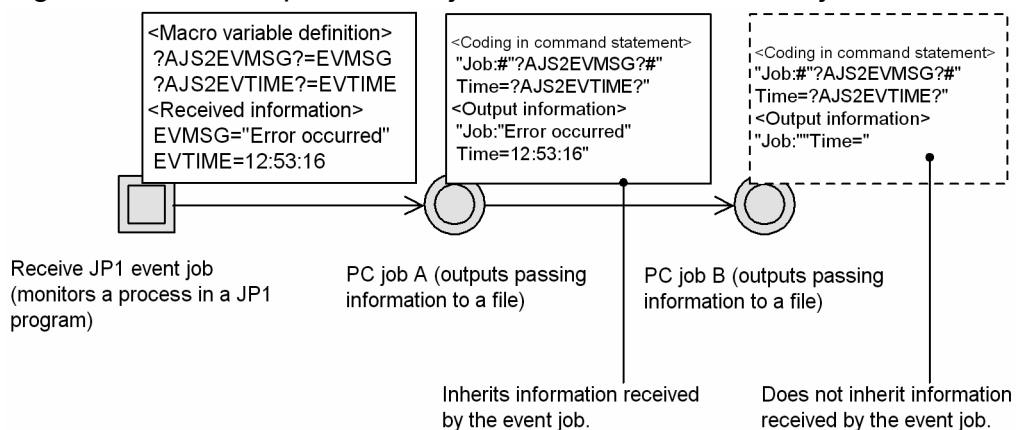 <Macro variable definition>
?AJS2EVMSG?=EVMSG
?AJS2EVTIME?=EVTIME
<Received information>
EVMSG="Error occurred"
EVTIME=12:53:16
<Coding in command statement>
"Job:#"?AJS2EVMSG?#"
Time=?AJS2EVTIME?"
<Output information>
"Job:"Error occurred"
Time=12:53:16"
<Coding in command statement>
"Job:#"?AJS2EVMSG?#"
Time=?AJS2EVTIME?"
<Output information>
"Job:""Time="
Receive JP1 event job
(monitors a process in a JP1
program)
PC job A (outputs passing
information to a file)
PC job B (outputs passing
information to a file)
Inherits information received
by the event job.
Does not inherit information
received by the event job.